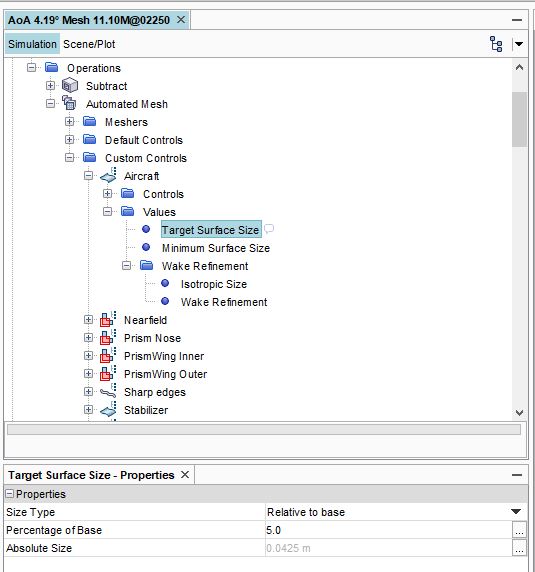 AoA 4.19° Mesh 11.10M@02250
Simulation Scene/Plot
Operations
Subtract
Automated Mesh
Meshers
Default Controls
Custom Controls
Aircraft
Controls
Values
Target Surface Size
Minimum Surface Size
Wake Refinement
Isotropic Size
Wake Refinement
Nearfield
Prism Nose
PrismWing Inner
PrismWing Outer
Sharp edges
Stabilizer
Target Surface Size - Properties
Properties
Size Type Relative to base
Percentage of Base 5.0 ...
Absolute Size 0.0425 m ...